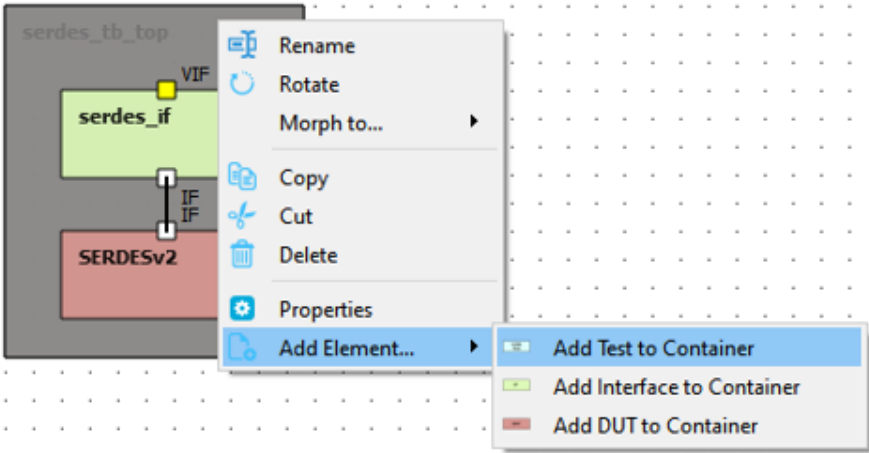 serdes_tb_top
VIF
serdes_if
IF
IF
SERDESv2
Rename
Rotate
Morph to...
Copy
Cut
Delete
Properties
Add Element...
Add Test to Container
Add Interface to Container
Add DUT to Container